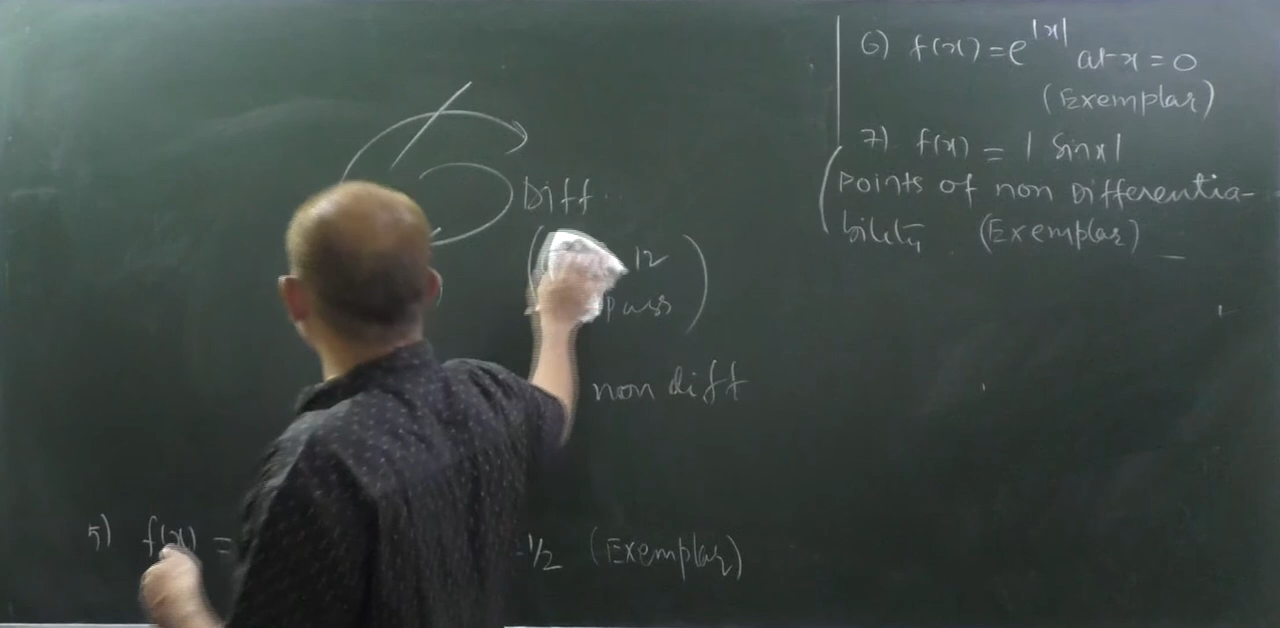 Diff
12
pass
non diff
5) f(x) =
-1/2 (Exemplar)
6) f(x) = e^|x| at x = 0
(Exemplar)
7) f(x) = | sinx|
(Points of non Differentia-
bility (Exemplar)